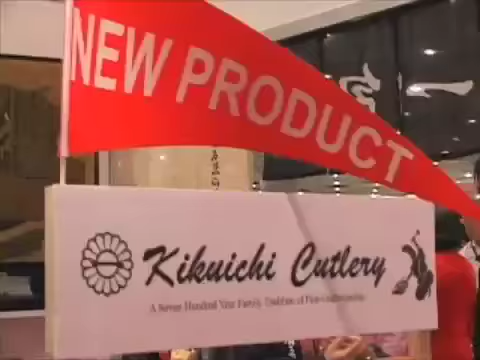 NEW PRODUCT
Kikuichi Cutlery
A Seven Hundred Year Family Tradition of Fine Craftsmanship